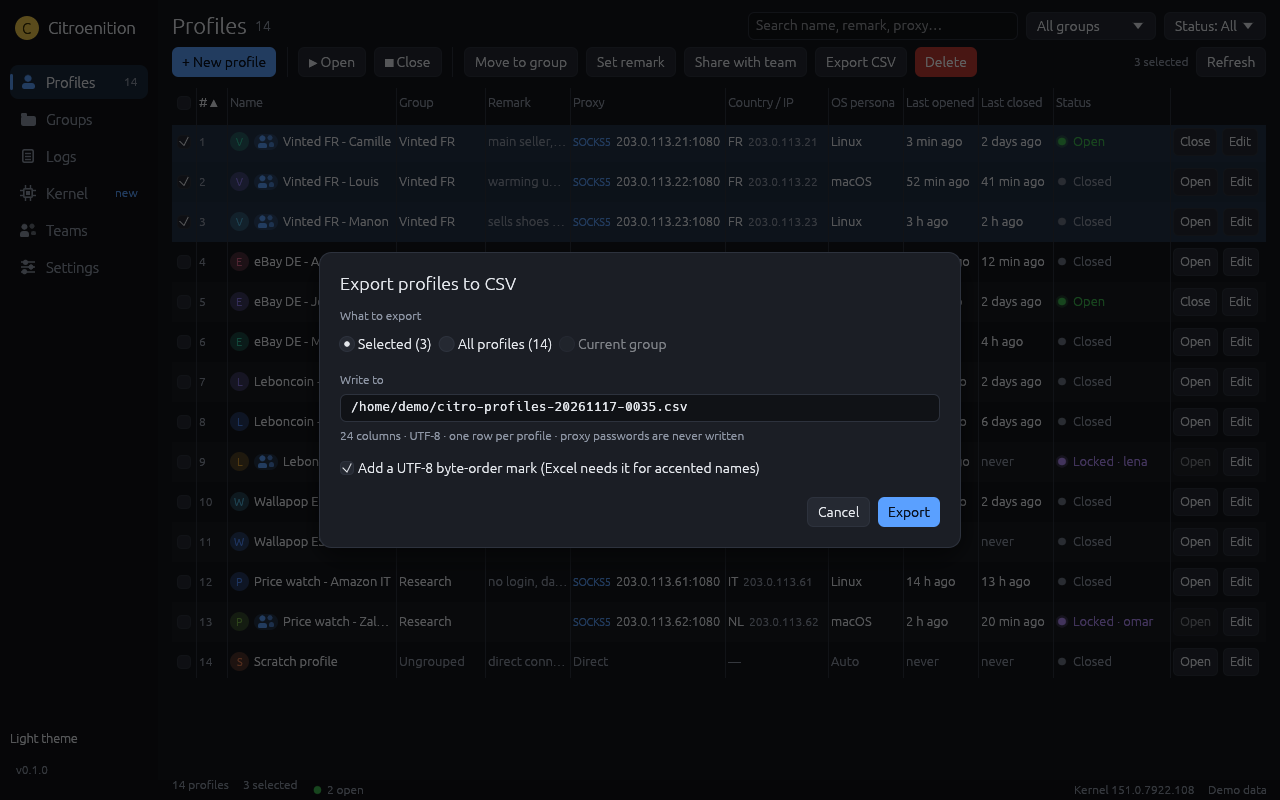 C Citroenition
Profiles 14
Search name, remark, proxy...
All groups
Status: All
+ New profile
Open
Close
Move to group
Set remark
Share with team
Export CSV
Delete
3 selected
Refresh
Profiles 14
Groups
Logs
Kernel new
Teams
Settings
# Name Group Remark Proxy Country / IP OS persona Last opened Last closed Status
1 V Vinted FR - Camille Vinted FR main seller,... SOCKS5 203.0.113.21:1080 FR 203.0.113.21 Linux 3 min ago 2 days ago Open Close Edit
2 V Vinted FR - Louis Vinted FR warming u... SOCKS5 203.0.113.22:1080 FR 203.0.113.22 macOS 52 min ago 41 min ago Closed Open Edit
3 V Vinted FR - Manon Vinted FR sells shoes ... SOCKS5 203.0.113.23:1080 FR 203.0.113.23 Linux 3 h ago 2 h ago Closed Open Edit
4 E eBay DE - 12 min ago Closed Open Edit
5 E eBay DE - 2 days ago Open Close Edit
6 E eBay DE - 4 h ago Closed Open Edit
7 L Leboncoin 2 days ago Closed Open Edit
8 L Leboncoin 6 days ago Closed Open Edit
9 L Lebon never Locked · lena Open Edit
10 W Wallapop E 2 days ago Closed Open Edit
11 W Wallapop ES never Closed Open Edit
12 P Price watch - Amazon IT Research no login, da... SOCKS5 203.0.113.61:1080 IT 203.0.113.61 Linux 14 h ago 13 h ago Closed Open Edit
13 P Price watch - Zal... Research SOCKS5 203.0.113.62:1080 NL 203.0.113.62 macOS 2 h ago 20 min ago Locked · omar Open Edit
14 S Scratch profile Ungrouped direct conn... Direct — Auto never never Closed Open Edit
Export profiles to CSV
What to export
Selected (3) All profiles (14) Current group
Write to
/home/demo/citro-profiles-20261117-0035.csv
24 columns · UTF-8 · one row per profile · proxy passwords are never written
Add a UTF-8 byte-order mark (Excel needs it for accented names)
Cancel Export
Light theme
v0.1.0
14 profiles 3 selected 2 open
Kernel 151.0.7922.108 Demo data